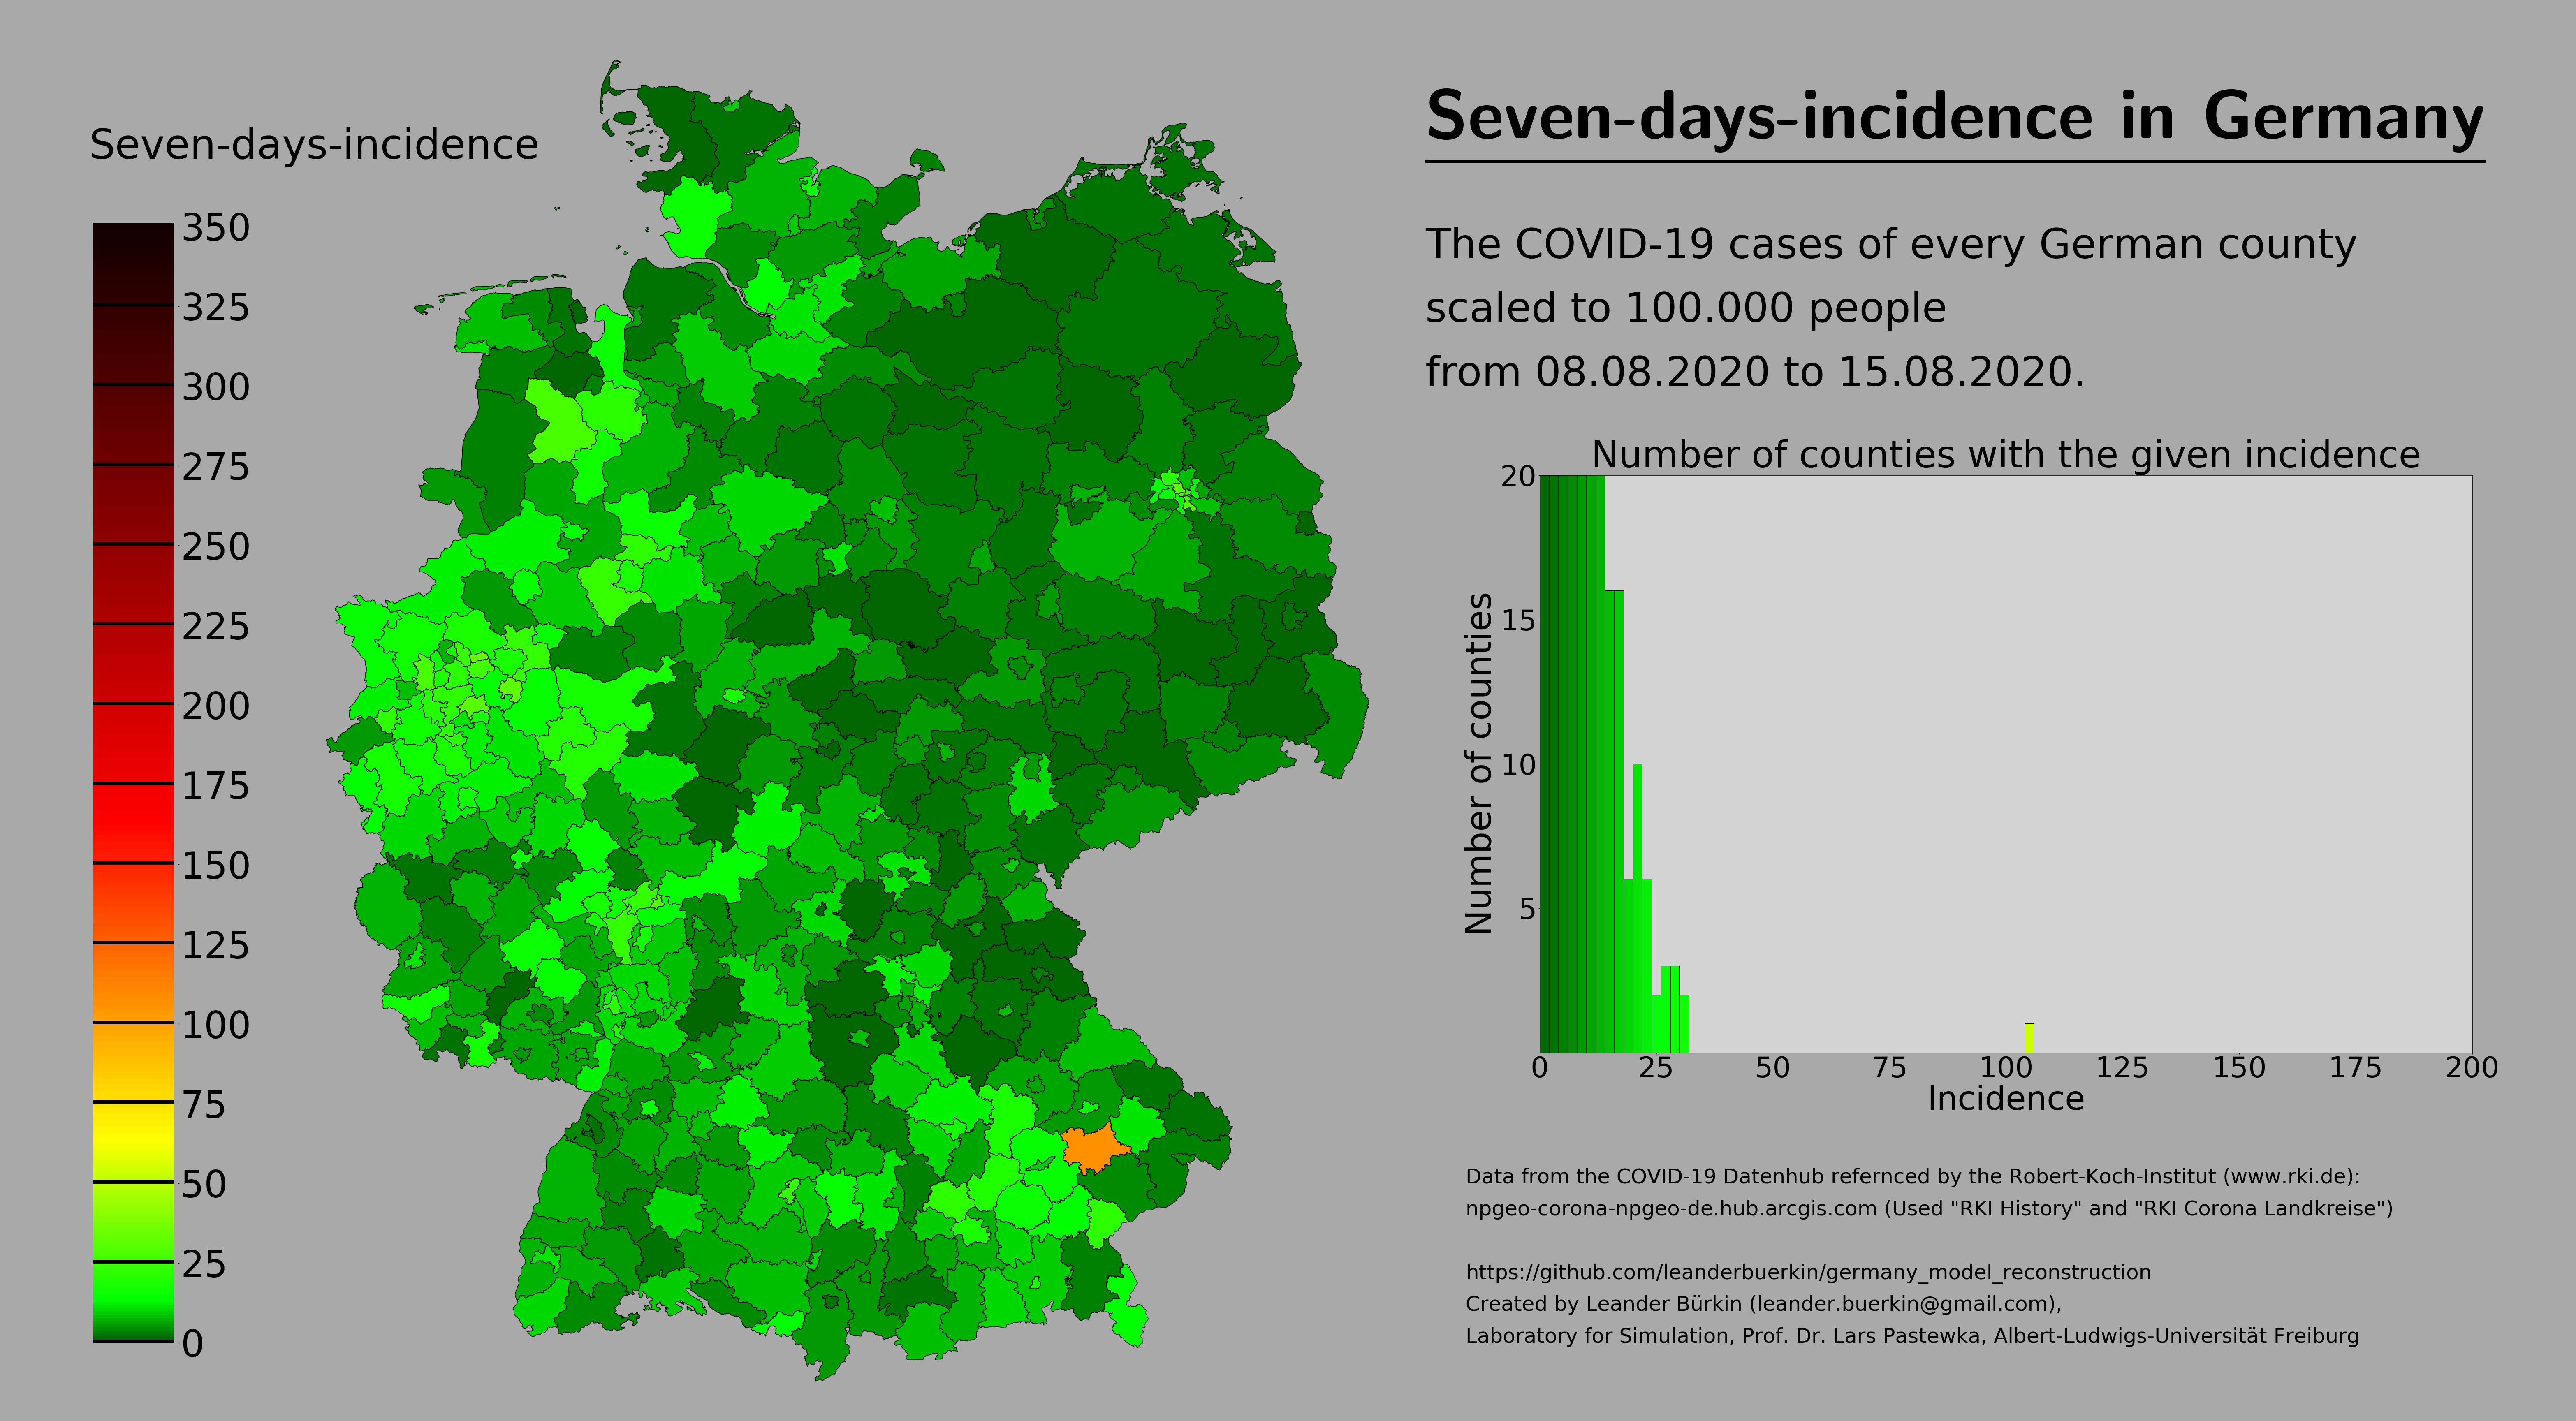 Seven-days-incidence in Germany
Seven-days-incidence
350
325
300
275
250
225
200
175
150
125
100
75
50
25
0
The COVID-19 cases of every German county
scaled to 100.000 people
from 08.08.2020 to 15.08.2020.
Number of counties with the given incidence
Number of counties
20
15
10
5
0 25 50 75 100 125 150 175 200
Incidence
Data from the COVID-19 Datenhub refernced by the Robert-Koch-Institut (www.rki.de):
npgeo-corona-npgeo-de.hub.arcgis.com (Used "RKI History" and "RKI Corona Landkreise")
https://github.com/leanderbuerkin/germany_model_reconstruction
Created by Leander Bürkin (leander.buerkin@gmail.com),
Laboratory for Simulation, Prof. Dr. Lars Pastewka, Albert-Ludwigs-Universität Freiburg